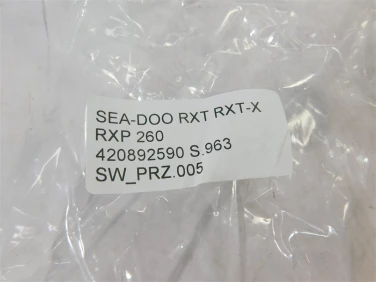 SEA-DOO RXT RXT-X
RXP 260
420892590 S.963
SW_PRZ.005